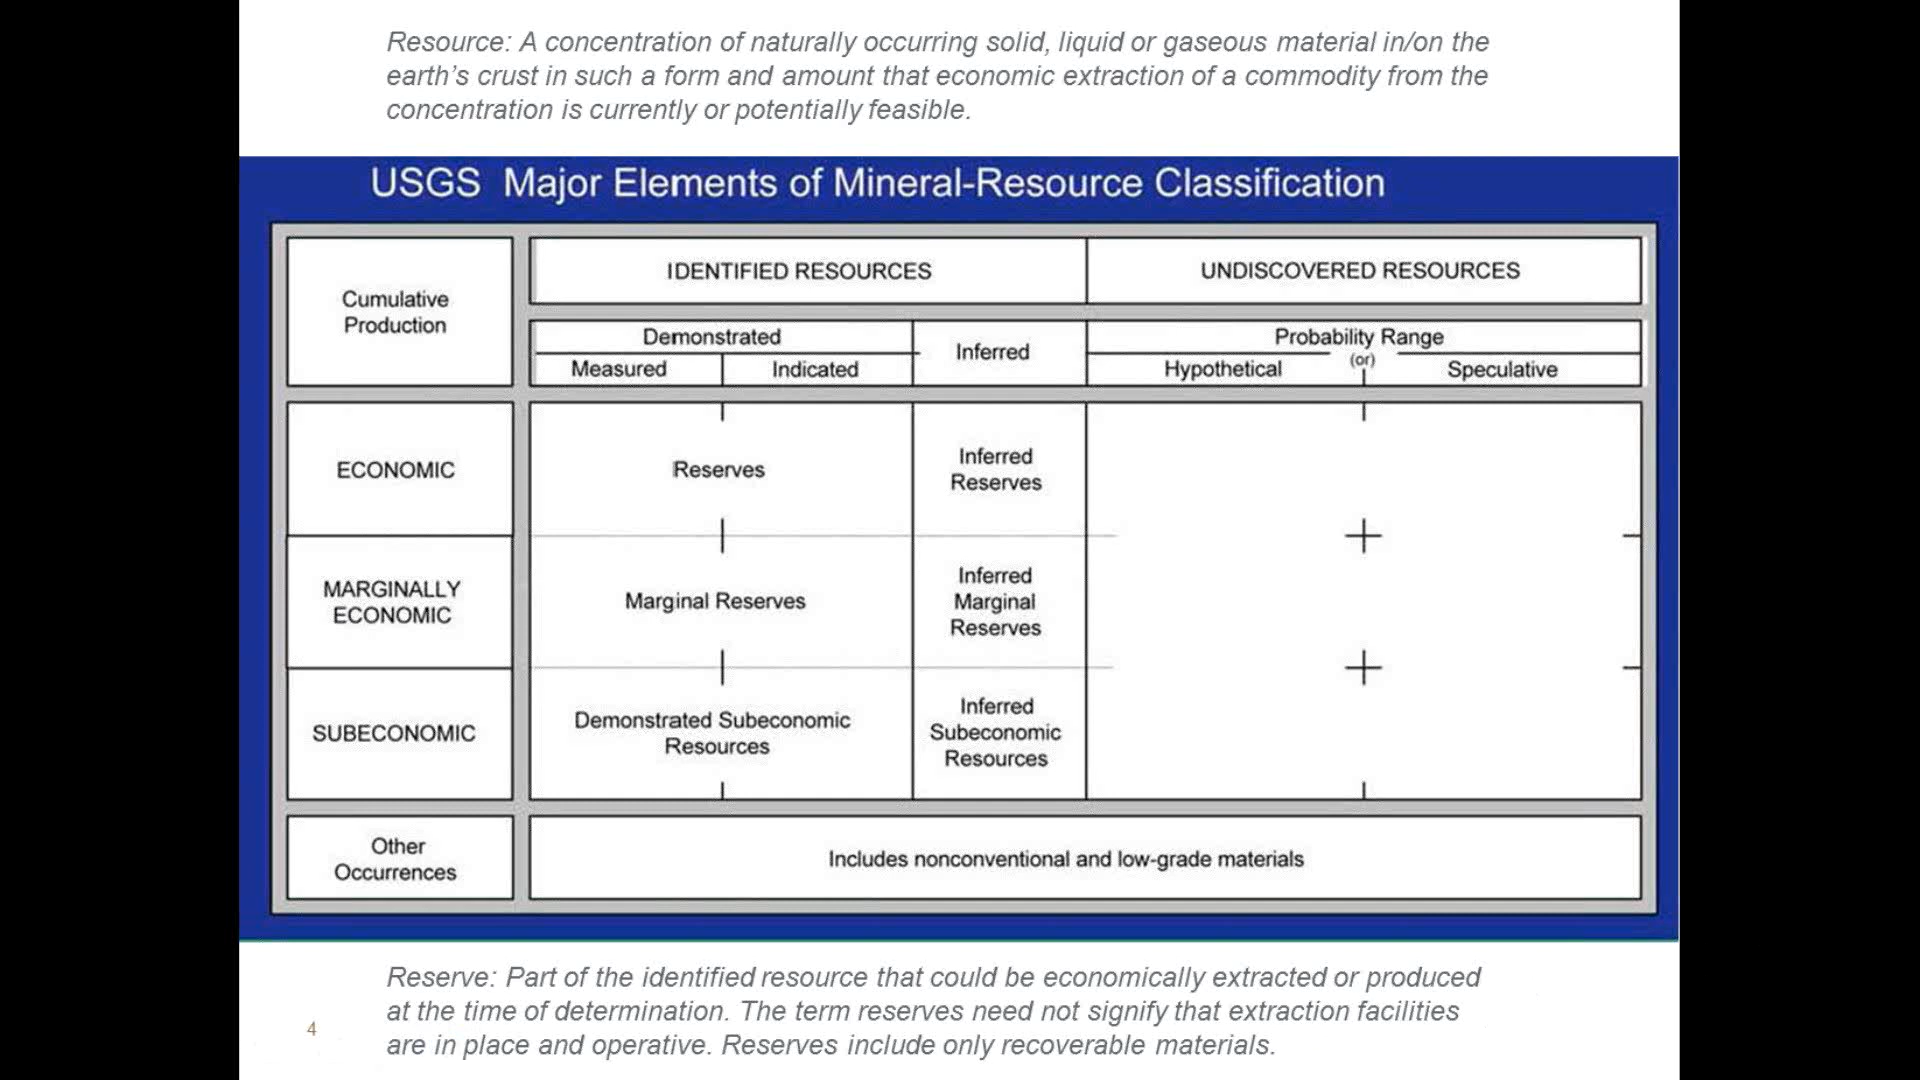 Resource: A concentration of naturally occurring solid, liquid or gaseous material in/on the
earth's crust in such a form and amount that economic extraction of a commodity from the
concentration is currently or potentially feasible.
USGS Major Elements of Mineral-Resource Classification
Cumulative
Production
IDENTIFIED RESOURCES
UNDISCOVERED RESOURCES
Demonstrated
Measured
Indicated
Inferred
Probability Range
Hypothetical
(or)
Speculative
ECONOMIC
Reserves
Inferred
Reserves
MARGINALLY
ECONOMIC
Marginal Reserves
Inferred
Marginal
Reserves
SUBECONOMIC
Demonstrated Subeconomic
Resources
Inferred
Subeconomic
Resources
Other
Occurrences
Includes nonconventional and low-grade materials
Reserve: Part of the identified resource that could be economically extracted or produced
at the time of determination. The term reserves need not signify that extraction facilities
are in place and operative. Reserves include only recoverable materials.
4